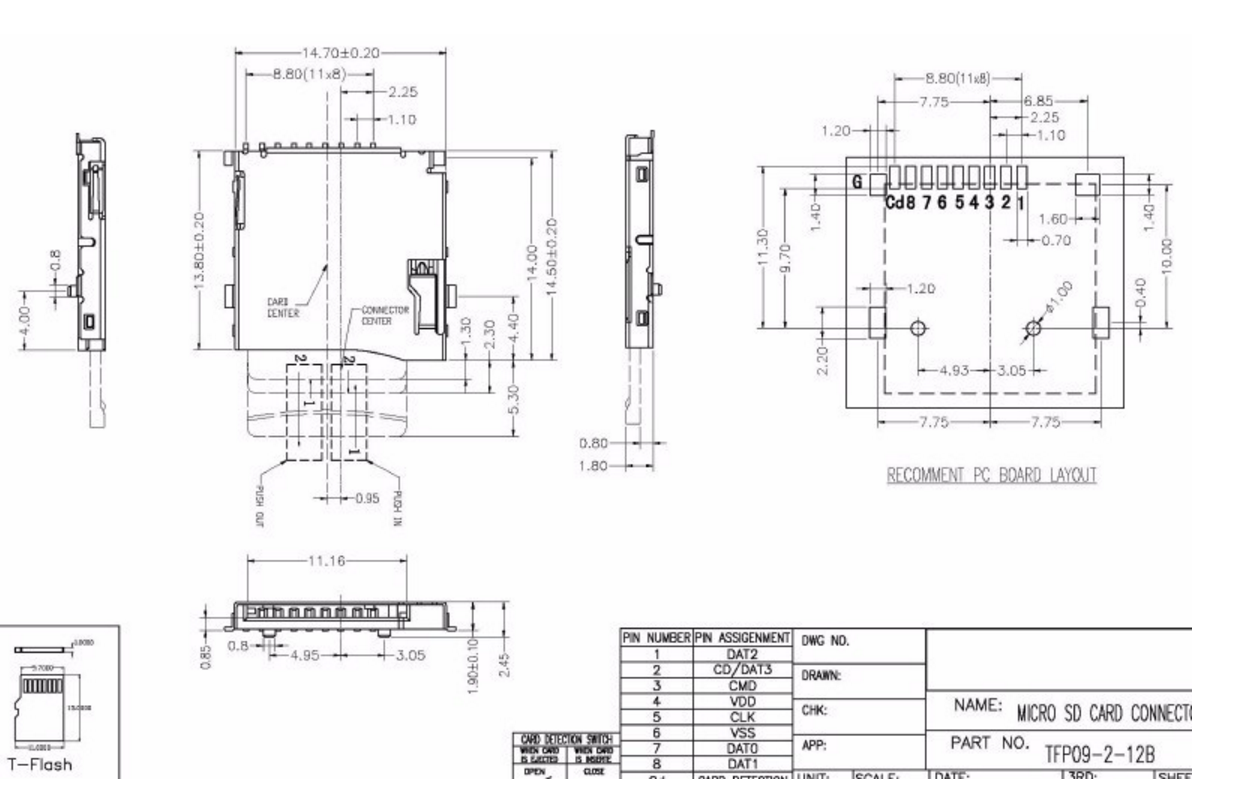 14.70±0.20
8.80(11x8)
2.25
1.10
0.8
4.00
13.80±0.20
CARD
CENTER
CONNECTOR
CENTER
14.00
14.50±0.20
1.30
2.30
4.40
5.30
2
2
1
1
PUSH OUT
PUSH IN
0.95
0.80
1.80
8.80(11x8)
7.75
6.85
2.25
1.20
1.10
G
Cd 8 7 6 5 4 3 2 1
1.40
1.60
1.40
0.70
11.30
9.70
10.00
1.20
ø1.00
0.40
2.20
4.93
3.05
7.75
7.75
RECOMMENT PC BOARD LAYOUT
11.16
0.85
0.8
4.95
3.05
1.90±0.10
2.45
T-Flash
CARD DETECTION SWITCH
WHEN CARD
IS EJECTED
WHEN CARD
IS INSERTE
OPEN
CLOSE
PIN NUMBER PIN ASSIGENMENT
1 DAT2
2 CD/DAT3
3 CMD
4 VDD
5 CLK
6 VSS
7 DAT0
8 DAT1
CARD DETECTION
DWG NO.
DRAWN:
CHK:
APP:
UNIT:
SCALE:
DATE:
3RD:
NAME: MICRO SD CARD CONNECTO
PART NO. TFP09-2-12B